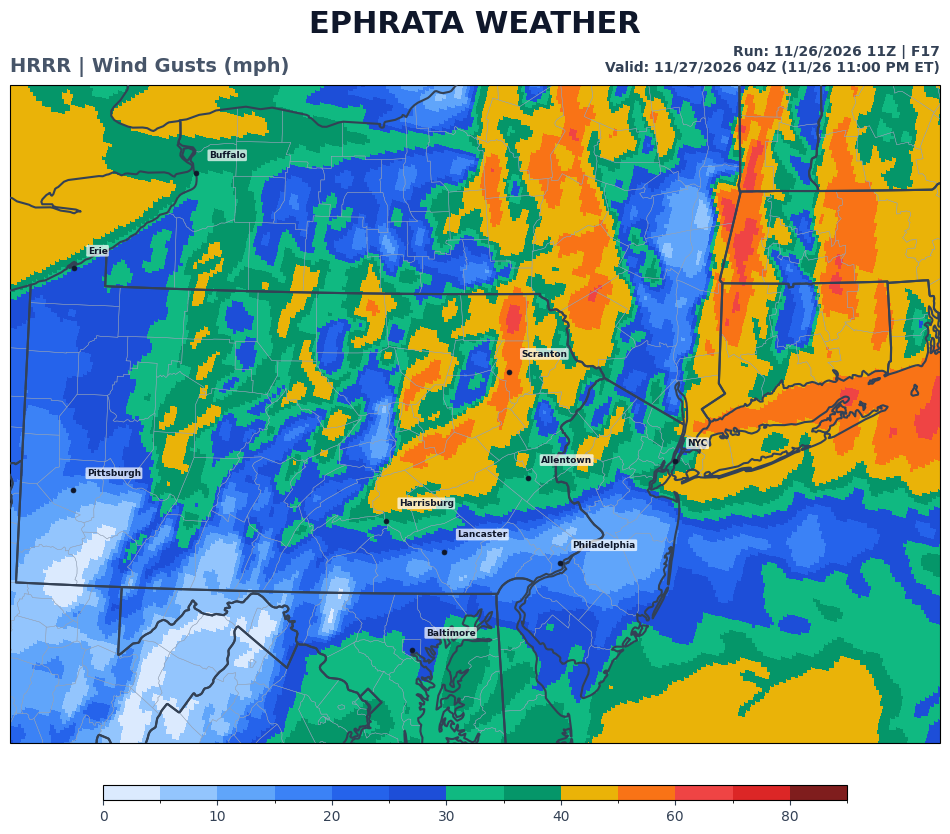 EPHRATA WEATHER
HRRR | Wind Gusts (mph)
Run: 11/26/2026 11Z | F17
Valid: 11/27/2026 04Z (11/26 11:00 PM ET)
Buffalo
Erie
Scranton
NYC
Allentown
Pittsburgh
Harrisburg
Lancaster
Philadelphia
Baltimore
0 10 20 30 40 50 60 70 80